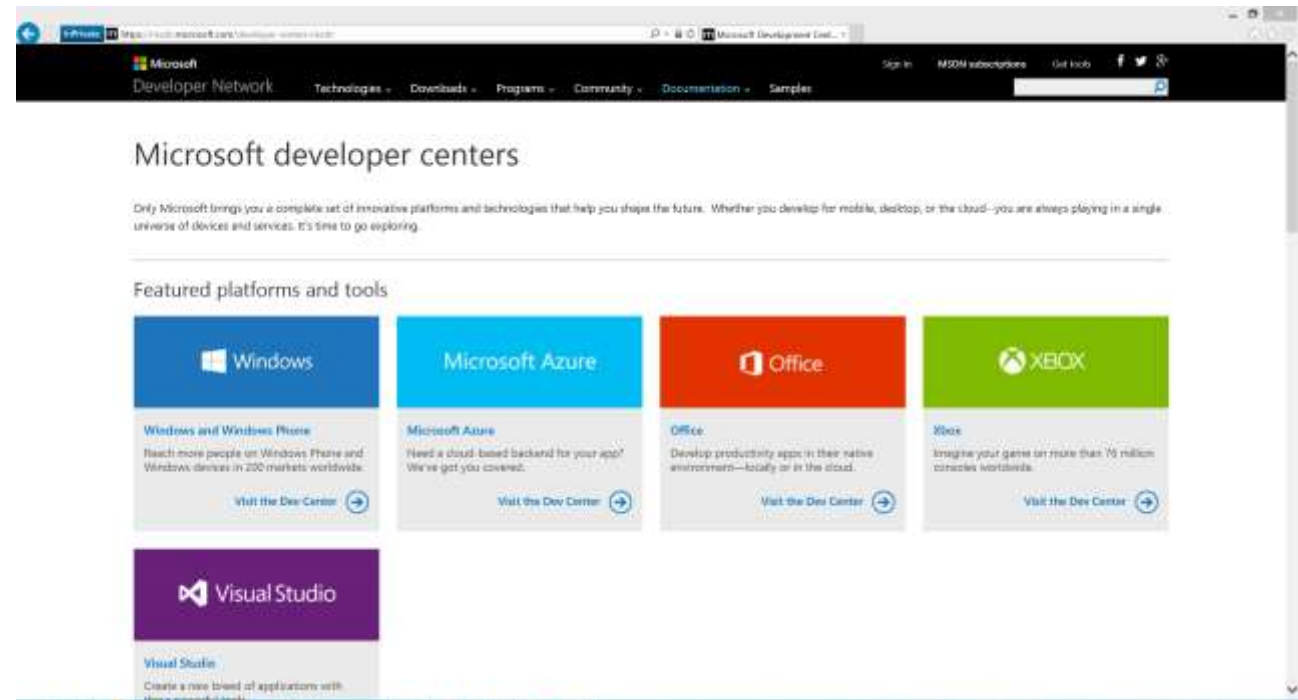 InPrivate
Microsoft Development Cent...
Microsoft
Sign in MSDN subscriptions Get tools
Developer Network Technologies Downloads Programs Community Documentation Samples
Microsoft developer centers
Only Microsoft brings you a complete set of innovative platforms and technologies that help you shape the future. Whether you develop for mobile, desktop, or the cloud--you are always playing in a single
universe of devices and services. It's time to go exploring.
Featured platforms and tools
Windows
Microsoft Azure
Office
XBOX
Windows and Windows Phone
Reach more people on Windows Phone and
Windows devices in 200 markets worldwide.
Visit the Dev Center
Microsoft Azure
Need a cloud-based backend for your app?
We've got you covered.
Visit the Dev Center
Office
Develop productivity apps in their native
environment—locally or in the cloud.
Visit the Dev Center
Xbox
Imagine your game on more than 76 million
consoles worldwide.
Visit the Dev Center
Visual Studio
Visual Studio
Create a new breed of applications with